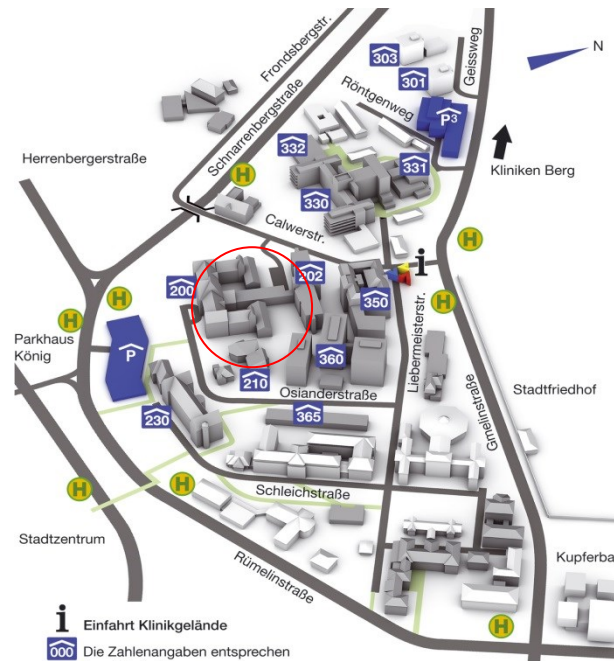 Frondsbergstr.
303
Geissweg
N
301
Röntgenweg
P3
Schnarrenbergstraße
332
Herrenbergerstraße
331
Kliniken Berg
H
330
Calwerstr.
H
i
202
200
350
H
H
H
Liebermeisterstr.
Parkhaus
König
P
360
210
Osianderstraße
Gmelinstraße
Stadtfriedhof
230
365
H
H
Schleichstraße
Stadtzentrum
Rümelinstraße
Kupferba
H
i Einfahrt Klinikgelände
000 Die Zahlenangaben entsprechen